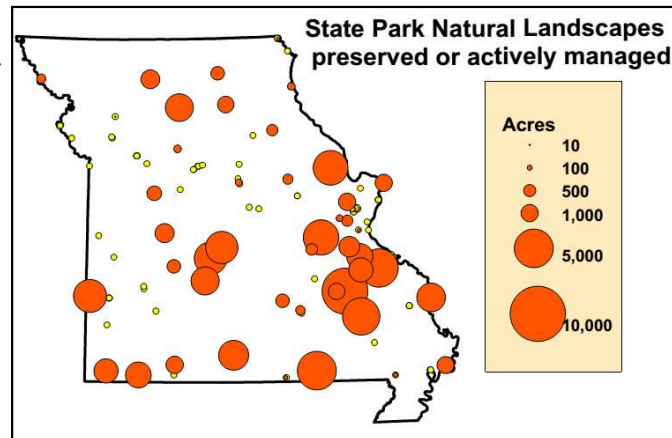 State Park Natural Landscapes
preserved or actively managed
Acres
10
100
500
1,000
5,000
10,000